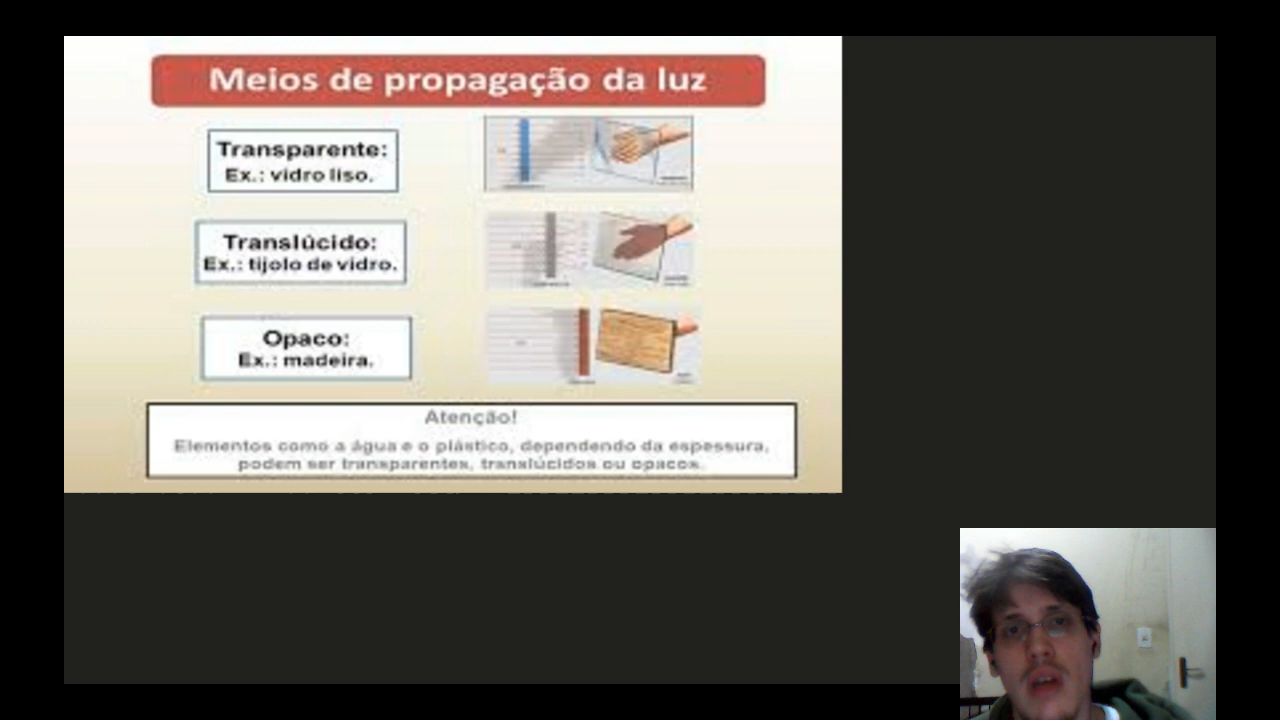 Meios de propagação da luz
Transparente:
Ex.: vidro liso.
Translúcido:
Ex.: tijolo de vidro.
Opaco:
Ex.: madeira.
Atenção!
Elementos como a água e o plástico, dependendo da espessura,
podem ser transparentes, translúcidos ou opacos.